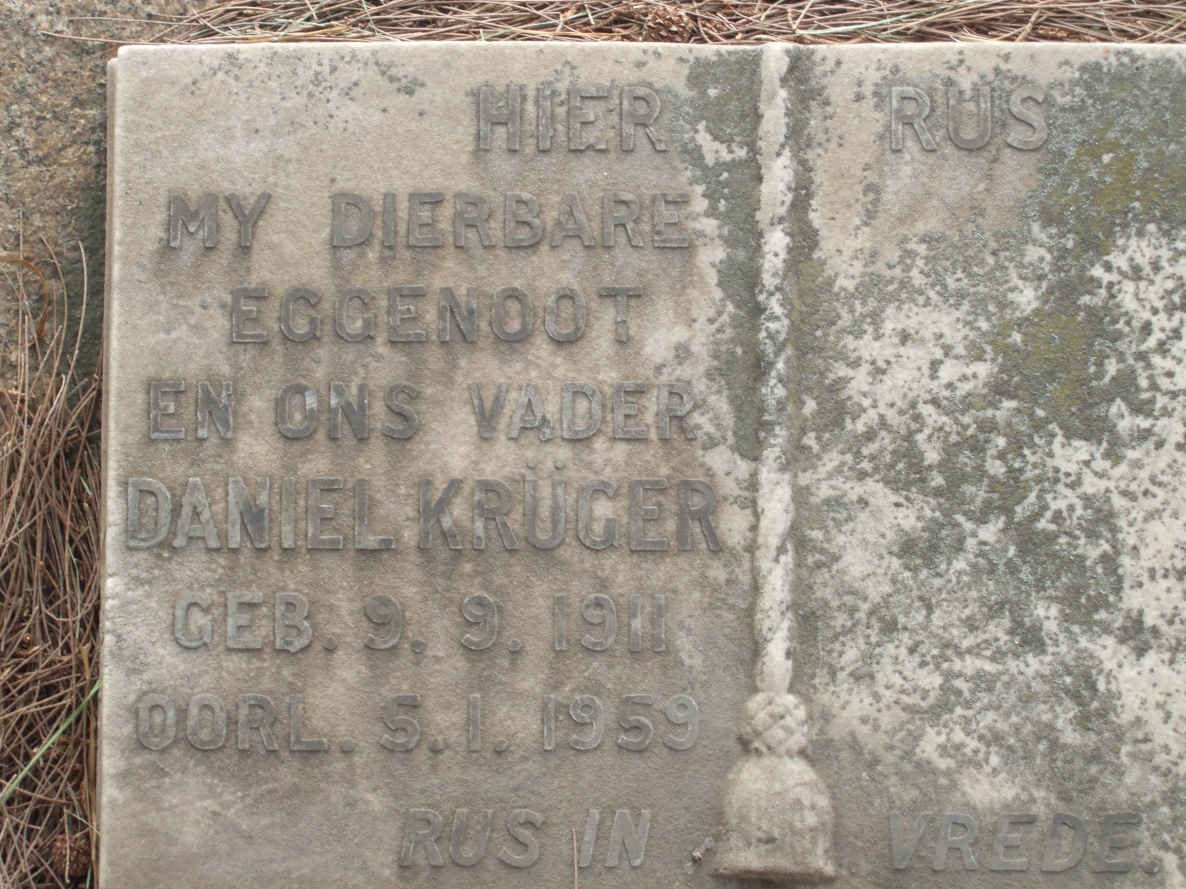 HIER RUS
MY DIERBARE
EGGENOOT
EN ONS VADER
DANIEL KRÜGER
GEB. 9. 9. 1911
OORL. 5. 1. 1959
RUS IN VREDE